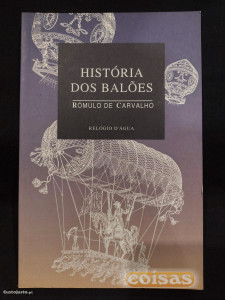 HISTÓRIA
DOS BALÕES
RÓMULO DE CARVALHO
RELÓGIO D'ÁGUA
coisas